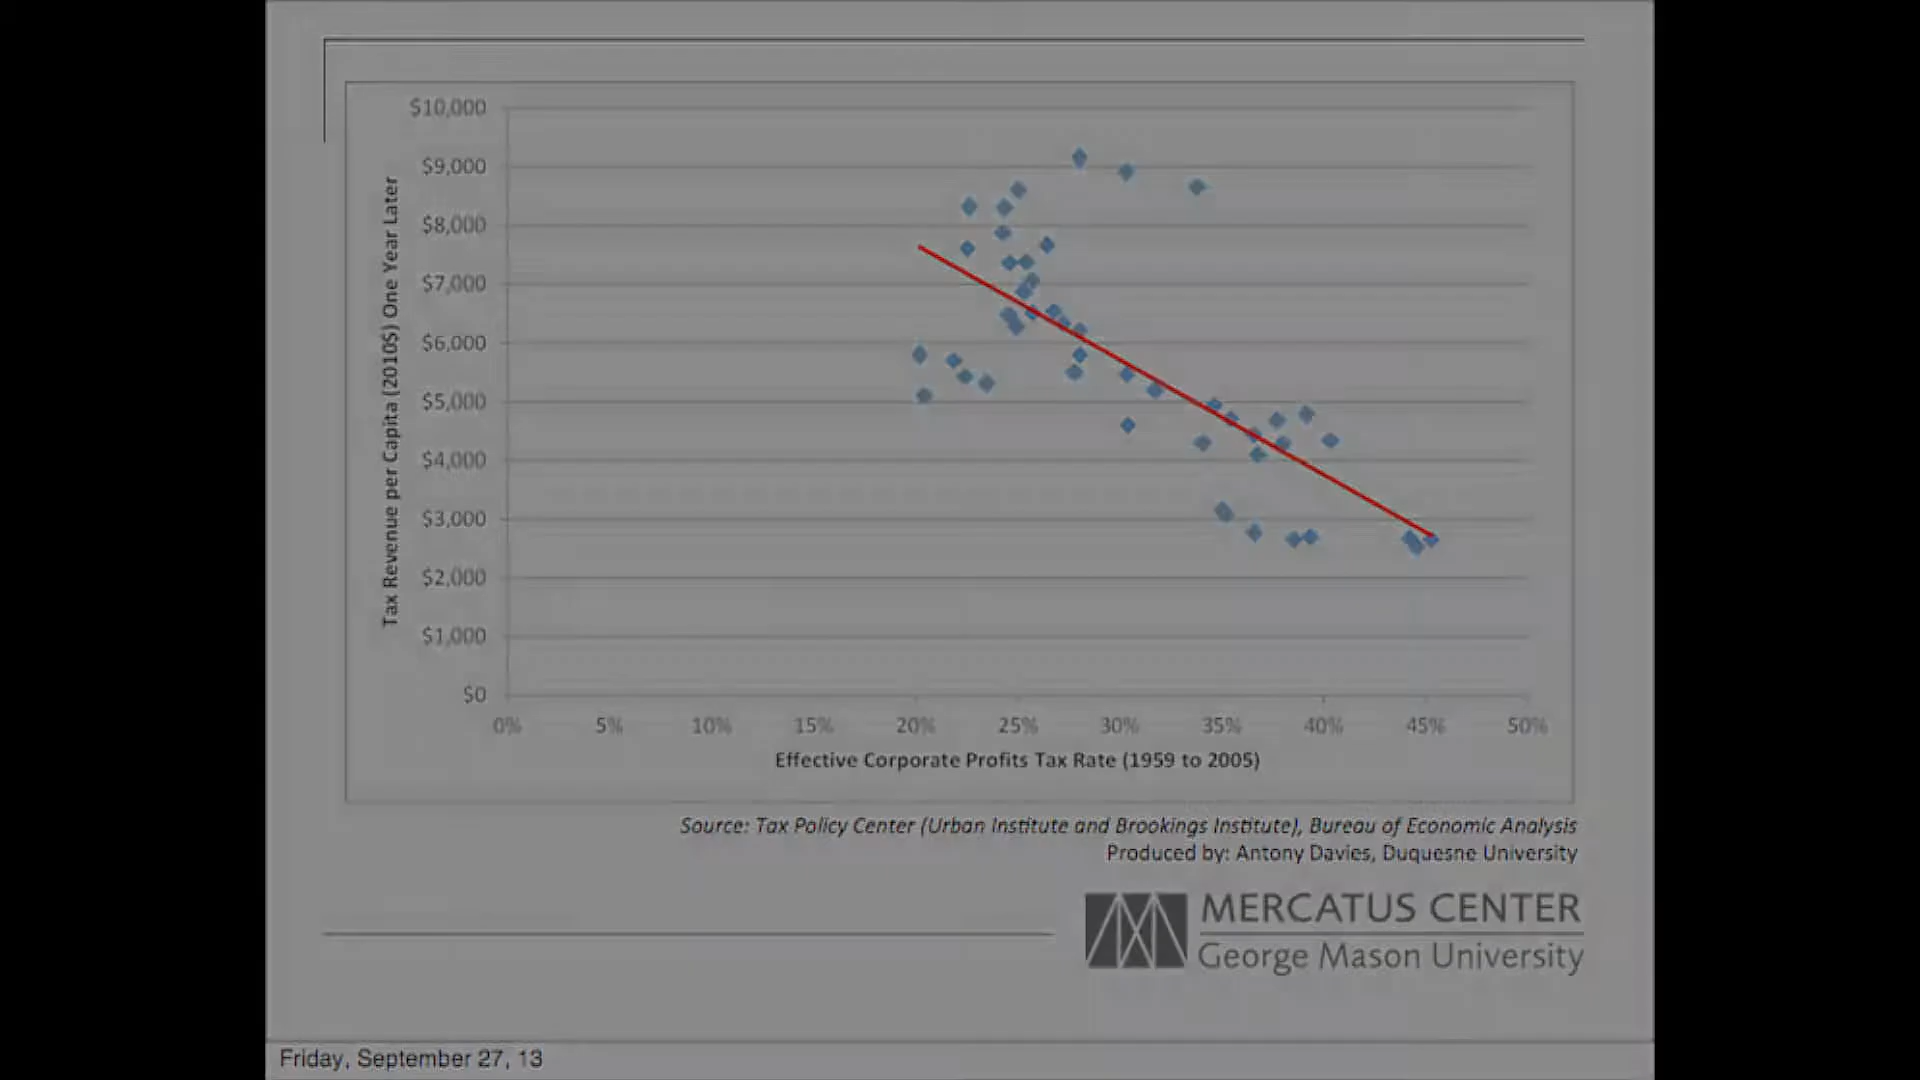 $10,000
$9,000
$8,000
$7,000
$6,000
$5,000
$4,000
$3,000
$2,000
$1,000
$0
Tax Revenue per Capita (2010$) One Year Later
0% 5% 10% 15% 20% 25% 30% 35% 40% 45% 50%
Effective Corporate Profits Tax Rate (1959 to 2005)
Source: Tax Policy Center (Urban Institute and Brookings Institute), Bureau of Economic Analysis
Produced by: Antony Davies, Duquesne University
MERCATUS CENTER
George Mason University
Friday, September 27, 13